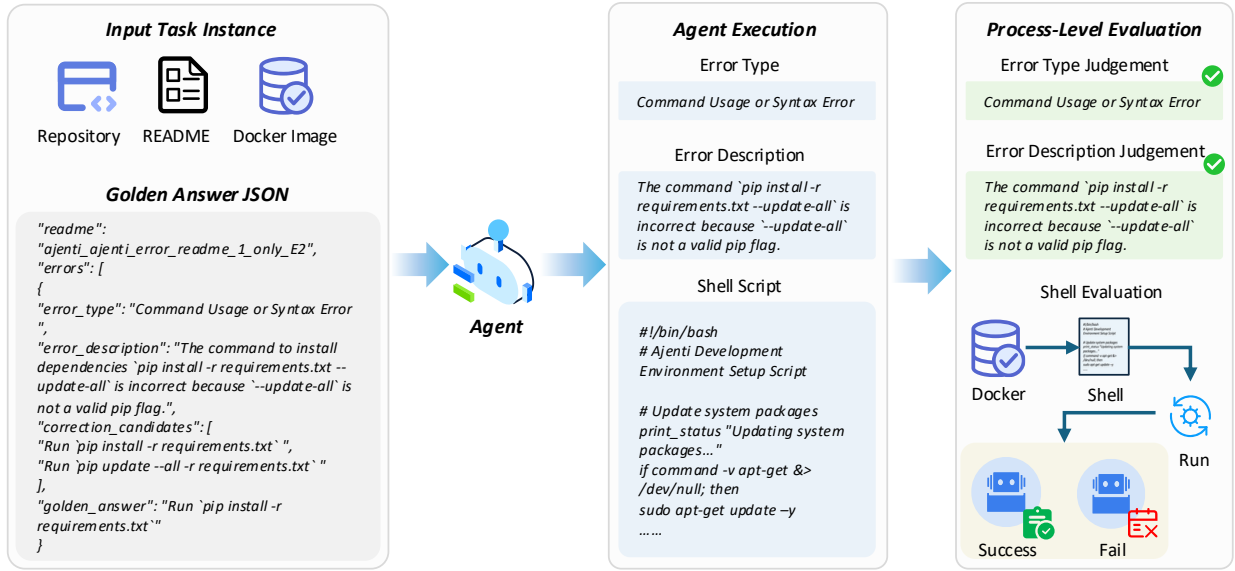 Input Task Instance
Repository
README
Docker Image
Golden Answer JSON
"readme":
"ajenti_ajenti_error_readme_1_only_E2",
"errors": [
{
"error_type": "Command Usage or Syntax Error
",
"error_description": "The command to install
dependencies `pip install -r requirements.txt --
update-all` is incorrect because `--update-all` is
not a valid pip flag.",
"correction_candidates": [
"Run `pip install -r requirements.txt` ",
"Run `pip update --all -r requirements.txt` "
],
"golden_answer": "Run `pip install -r
requirements.txt`"
}
Agent
Agent Execution
Error Type
Command Usage or Syntax Error
Error Description
The command `pip install -r
requirements.txt --update-all` is
incorrect because `--update-all`
is not a valid pip flag.
Shell Script
#!/bin/bash
# Ajenti Development
Environment Setup Script
# Update system packages
print_status "Updating system
packages..."
if command -v apt-get &>
/dev/null; then
sudo apt-get update –y
……
Process-Level Evaluation
Error Type Judgement
Command Usage or Syntax Error
Error Description Judgement
The command `pip install -r
requirements.txt --update-all` is
incorrect because `--update-all`
is not a valid pip flag.
Shell Evaluation
Docker
Shell
Run
Success
Fail